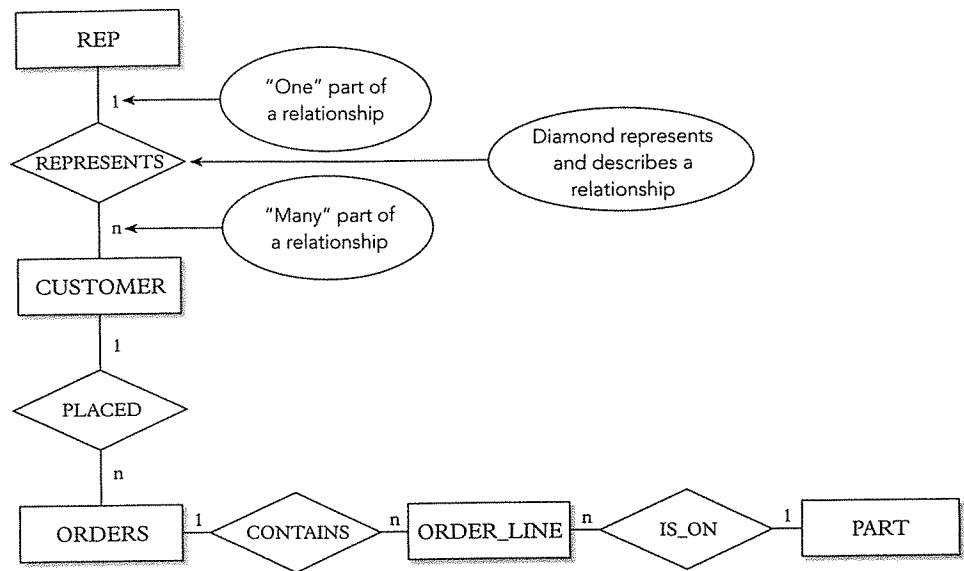 REP
1
"One" part of
a relationship
REPRESENTS
Diamond represents
and describes a
relationship
n
"Many" part of
a relationship
CUSTOMER
1
PLACED
n
ORDERS
1
CONTAINS
n
ORDER_LINE
n
IS_ON
1
PART